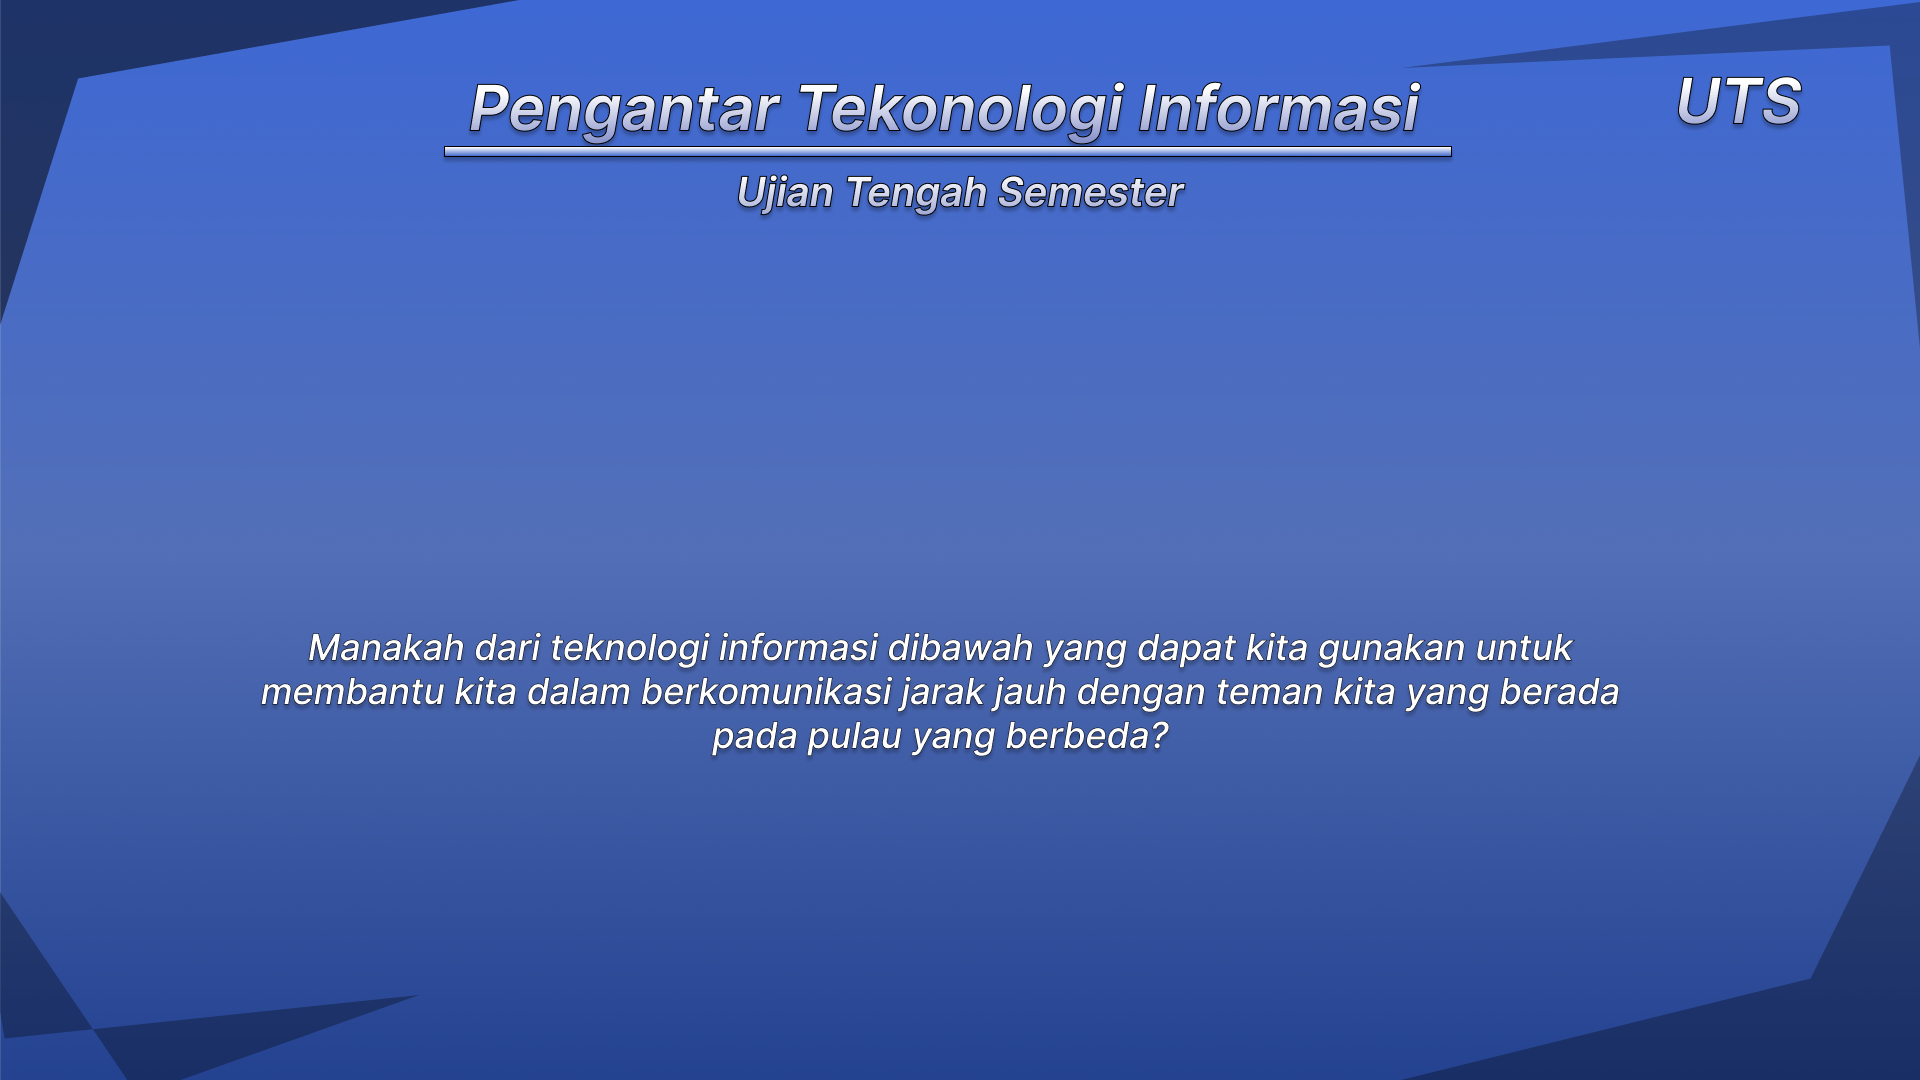 Pengantar Tekonologi Informasi
UTS
Ujian Tengah Semester
Manakah dari teknologi informasi dibawah yang dapat kita gunakan untuk
membantu kita dalam berkomunikasi jarak jauh dengan teman kita yang berada
pada pulau yang berbeda?